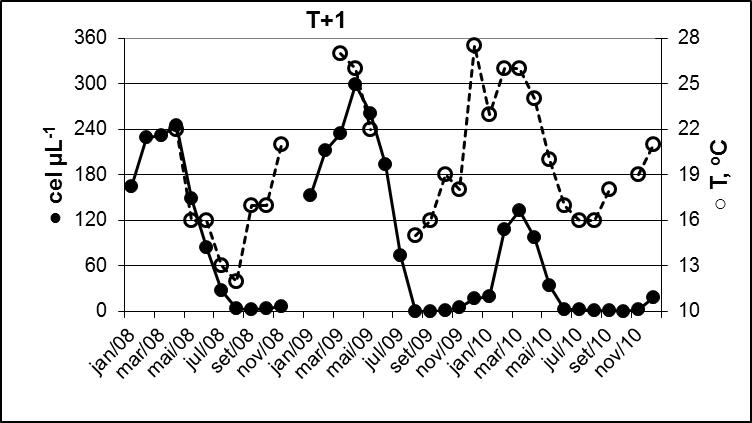 T+1
360
300
240
180
120
60
0
● cel µL-1
28
25
22
19
16
13
10
○ T, ºC
jan/08
mar/08
mai/08
jul/08
set/08
nov/08
jan/09
mar/09
mai/09
jul/09
set/09
nov/09
jan/10
mar/10
mai/10
jul/10
set/10
nov/10